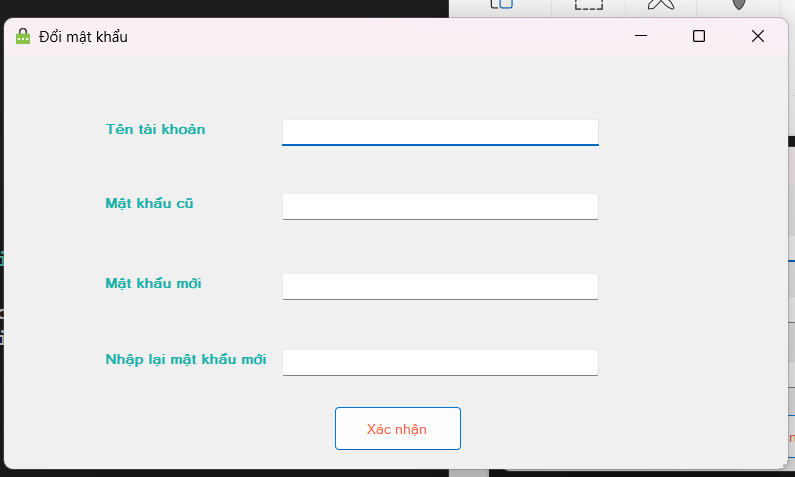 Đổi mật khẩu
Tên tài khoản
Mật khẩu cũ
Mật khẩu mới
Nhập lại mật khẩu mới
Xác nhận